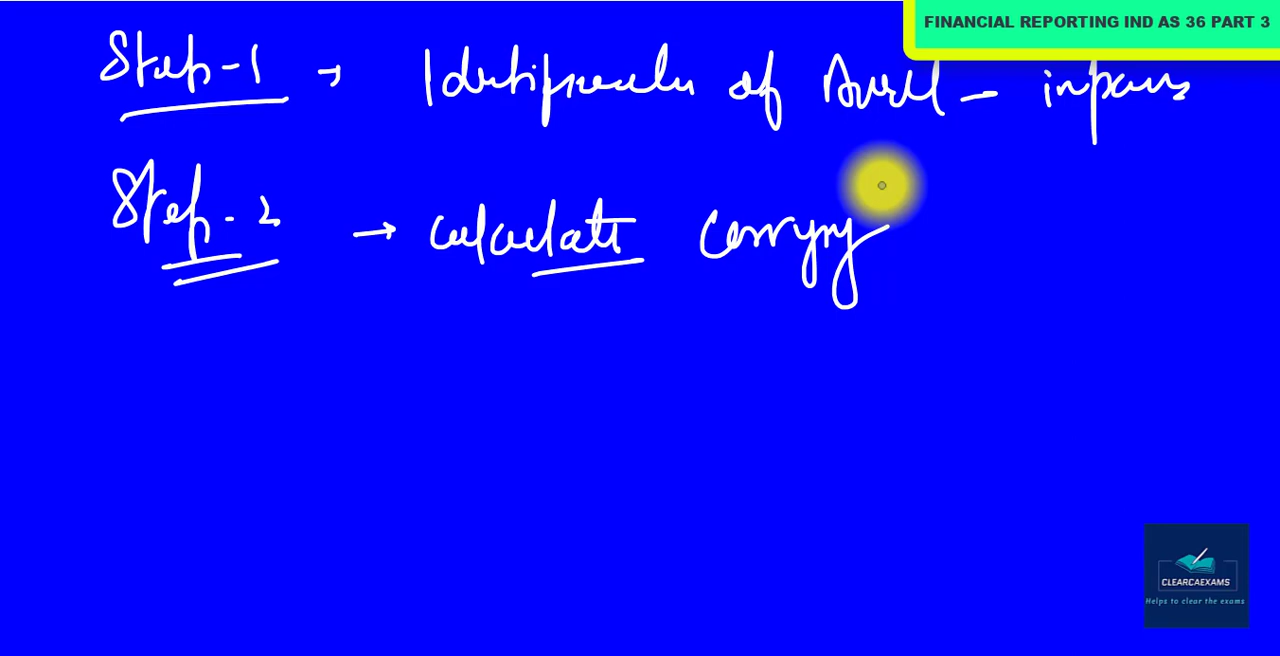 FINANCIAL REPORTING IND AS 36 PART 3
Step-1 → Identification of Asset - impair
Step-2 → calculate carrying
CLEARCAEXAMS
Helps to clear the exams